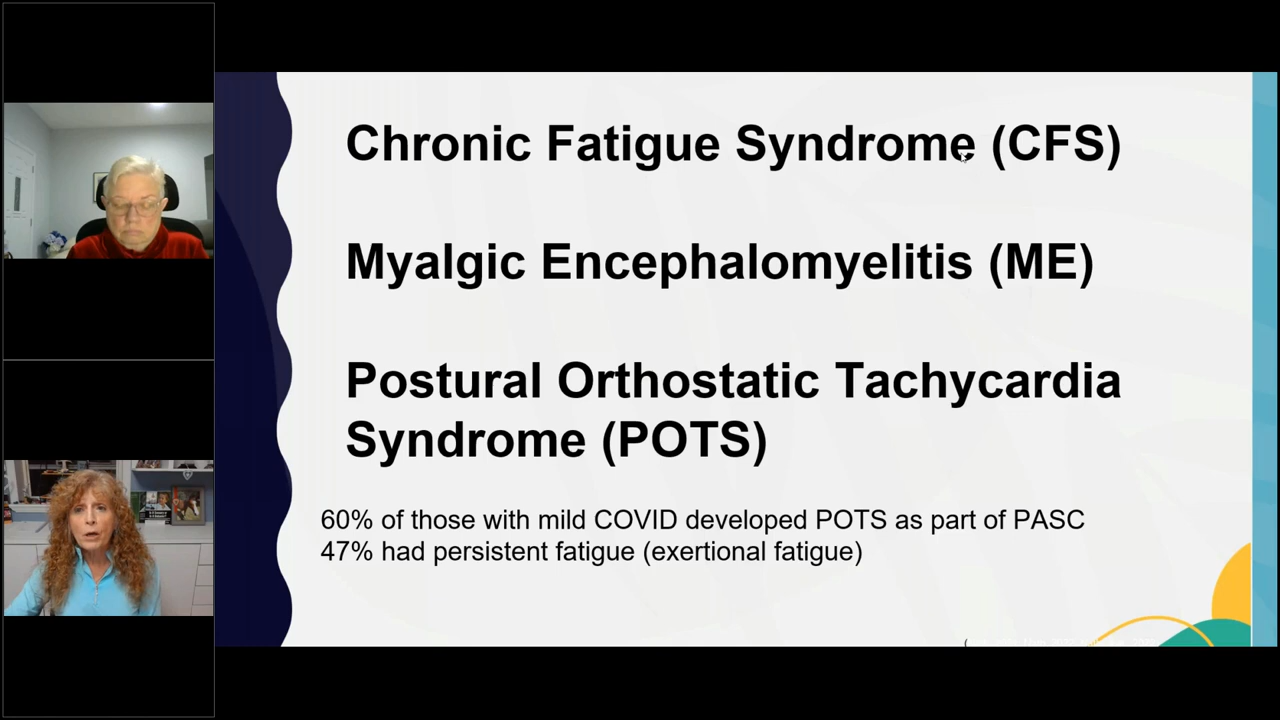 Chronic Fatigue Syndrome (CFS)
Myalgic Encephalomyelitis (ME)
Postural Orthostatic Tachycardia
Syndrome (POTS)
60% of those with mild COVID developed POTS as part of PASC
47% had persistent fatigue (exertional fatigue)